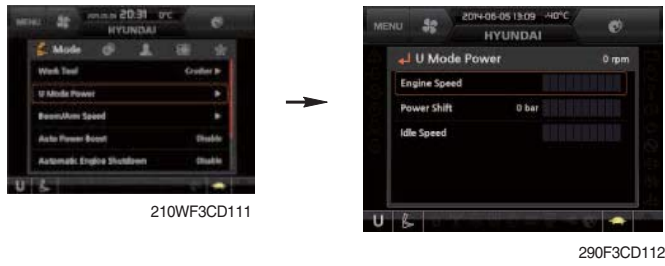 MENU 20:31 0°C
HYUNDAI
Mode
Work Tool Crusher
U Mode Power
Boom/Arm Speed
Auto Power Boost Disable
Automatic Engine Shutdown Disable
U
210WF3CD111
MENU 2014-06-05 13:09 -40°C
HYUNDAI
U Mode Power 0 rpm
Engine Speed
Power Shift 0 bar
Idle Speed
U
290F3CD112